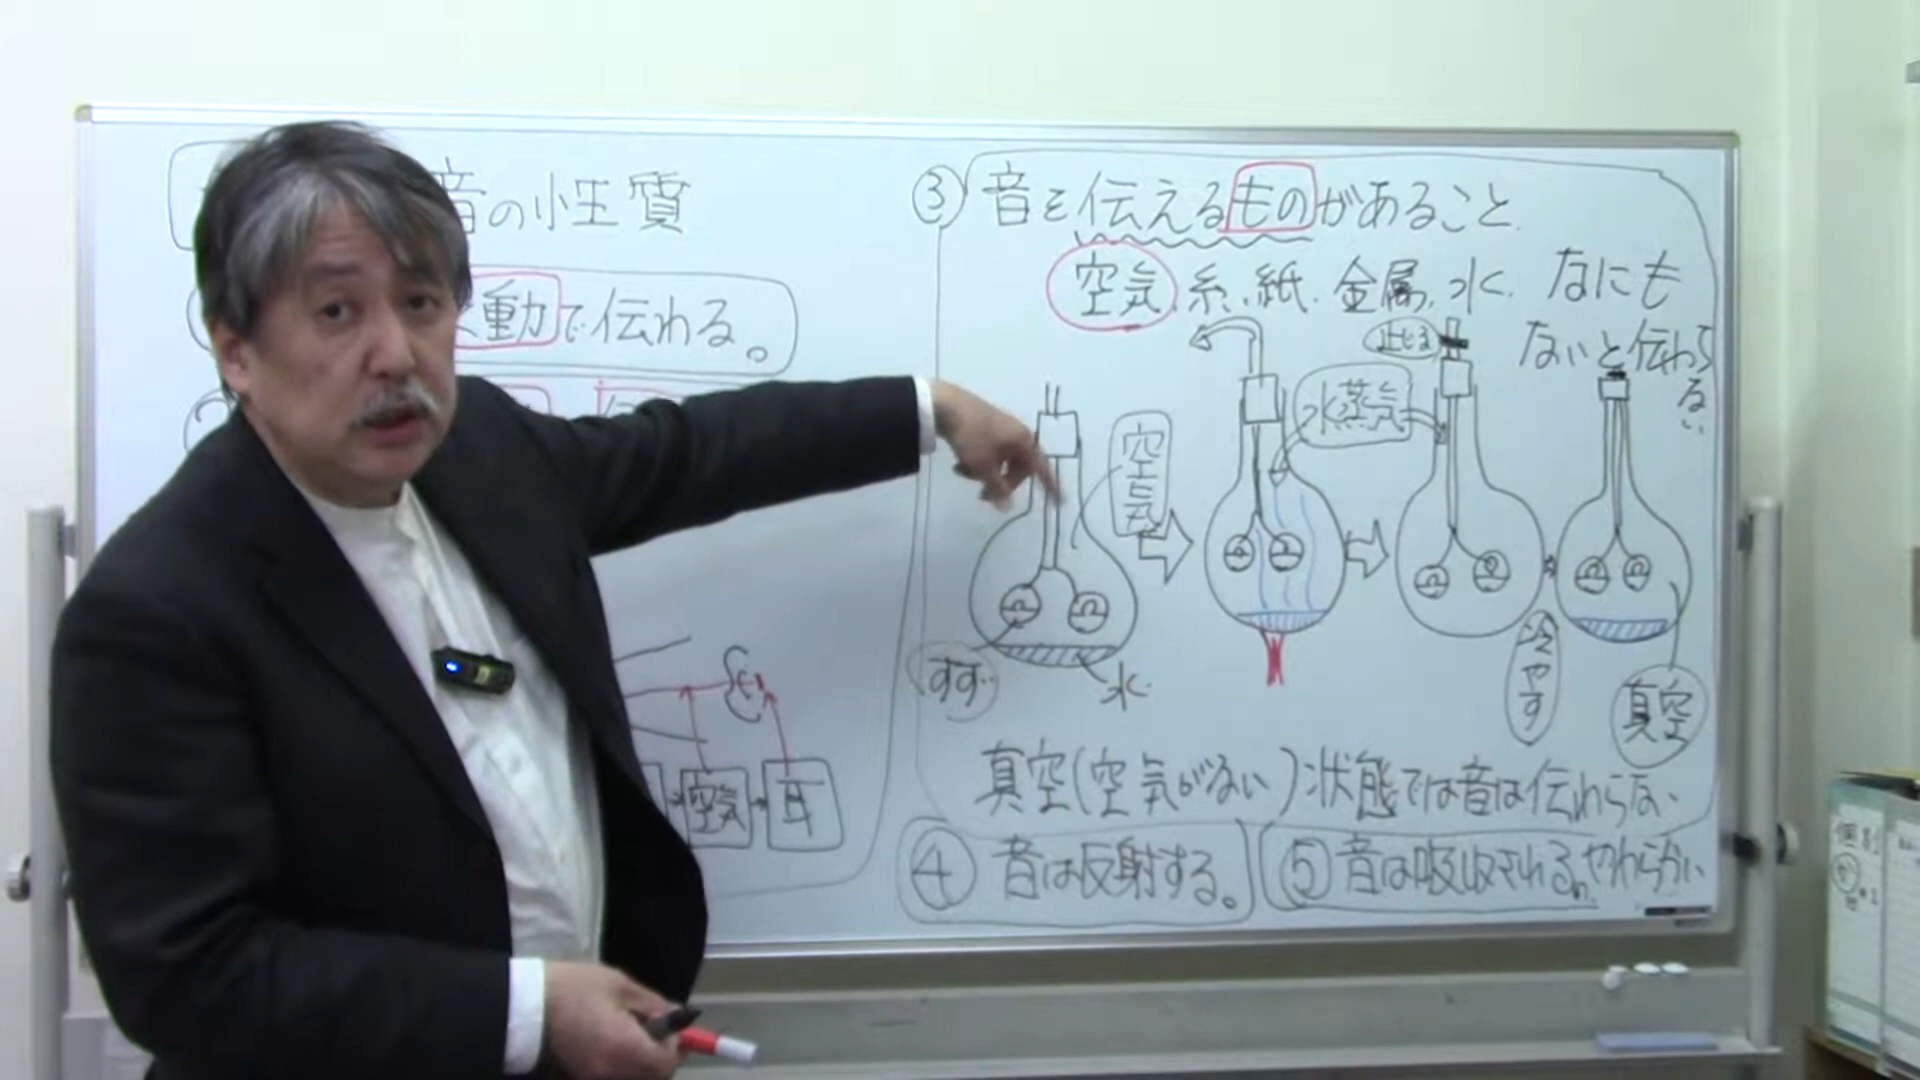 音の性質
動で伝わる。
空気
耳
③ 音を伝えるものがあること.
空気.糸.紙.金属.水. なにも
ないと伝わらない
止じる
水蒸気
空気
すず
水
冷やす
真空
真空(空気がない)状態では音は伝わらない
④ 音は反射する。
⑤ 音は吸収される。やわらかい